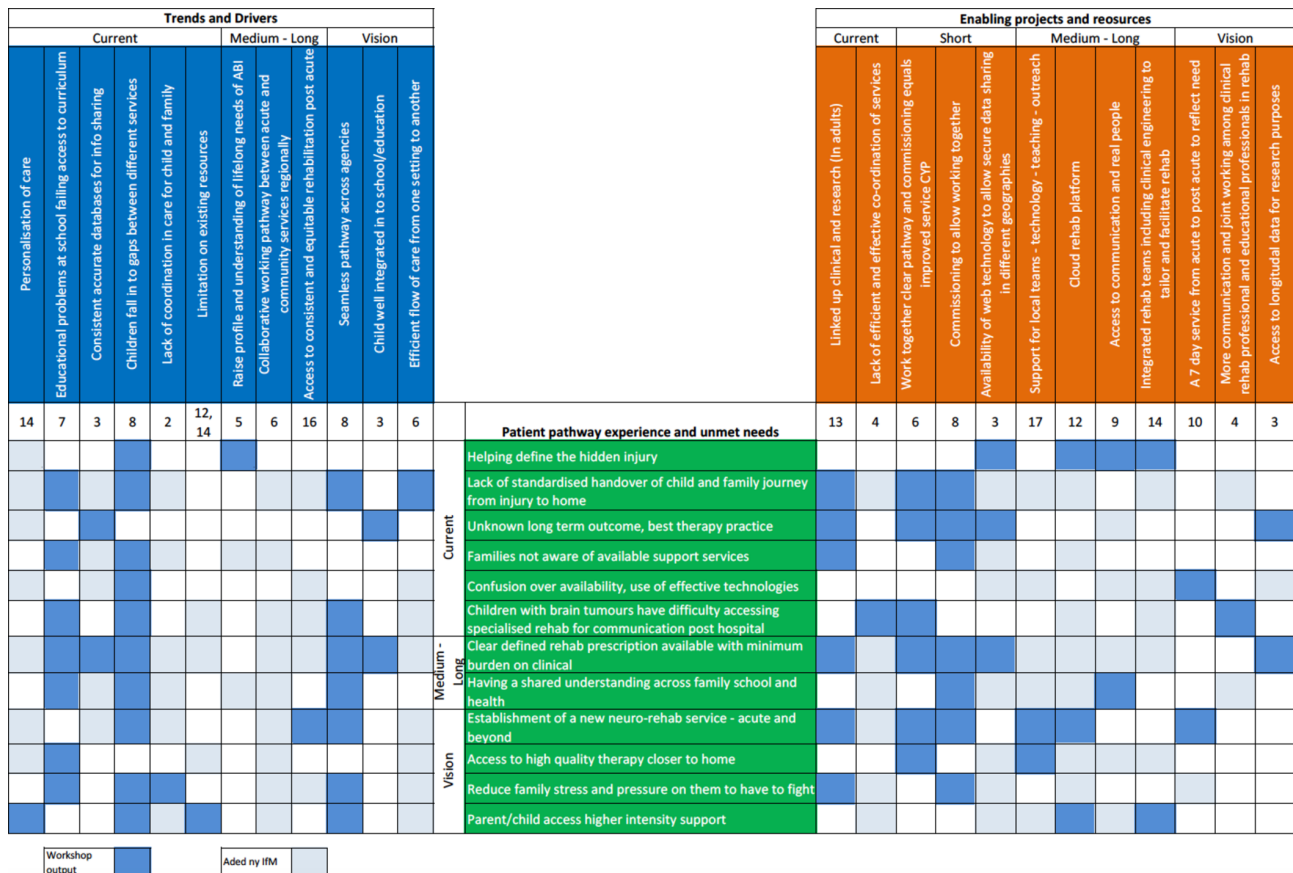 Trends and Drivers
Current
Medium - Long
Vision
Personalisation of care
Educational problems at school failing access to curriculum
Consistent accurate databases for info sharing
Children fall in to gaps between different services
Lack of coordination in care for child and family
Limitation on existing resources
Raise profile and understanding of lifelong needs of ABI
Collaborative working pathway between acute and
community services regionally
Access to consistent and equitable rehabilitation post acute
Seamless pathway across agencies
Child well integrated in to school/education
Efficient flow of care from one setting to another
14
7
3
8
2
12,
14
5
6
16
8
3
6
Enabling projects and reosurces
Current
Short
Medium - Long
Vision
Linked up clinical and research (In adults)
Lack of efficient and effective co-ordination of services
Work together clear pathway and commissioning equals
improved service CYP
Commissioning to allow working together
Availability of web technology to allow secure data sharing
in different geographies
Support for local teams - technology - teaching - outreach
Cloud rehab platform
Access to communication and real people
Integrated rehab teams including clinical engineering to
tailor and facilitate rehab
A 7 day service from acute to post acute to reflect need
More communication and joint working among clinical
rehab professional and educational professionals in rehab
Access to longitudal data for research purposes
13
4
6
8
3
17
12
9
14
10
4
3
Patient pathway experience and unmet needs
Current
Helping define the hidden injury
Lack of standardised handover of child and family journey
from injury to home
Unknown long term outcome, best therapy practice
Families not aware of available support services
Confusion over availability, use of effective technologies
Children with brain tumours have difficulty accessing
specialised rehab for communication post hospital
Medium -
Long
Clear defined rehab prescription available with minimum
burden on clinical
Having a shared understanding across family school and
health
Vision
Establishment of a new neuro-rehab service - acute and
beyond
Access to high quality therapy closer to home
Reduce family stress and pressure on them to have to fight
Parent/child access higher intensity support
Workshop
output
Aded ny IfM